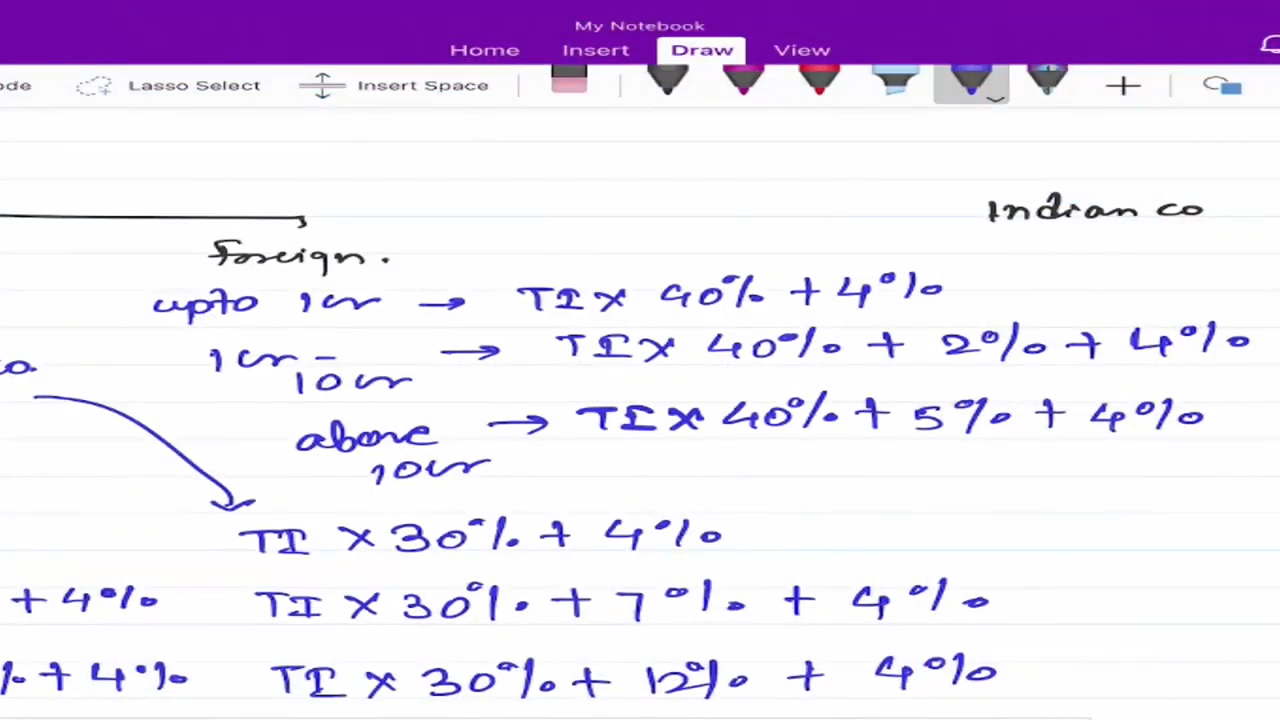 My Notebook
Home Insert Draw View
ode Lasso Select Insert Space
Indian co
Foreign.
upto 1cr → TI x 40% + 4%
1cr - 10cr → TI x 40% + 2% + 4%
above 10cr → TI x 40% + 5% + 4%
TI x 30% + 4%
+ 4% TI x 30% + 7% + 4%
% + 4% TI x 30% + 12% + 4%